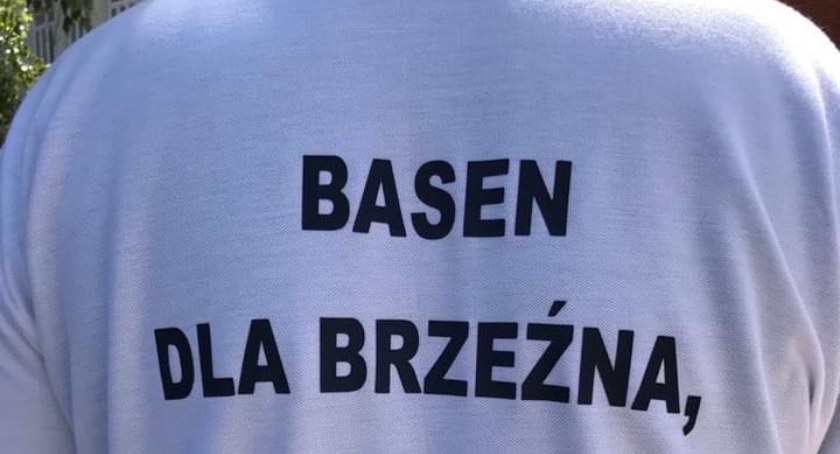 BASEN
DLA BRZEŹNA,